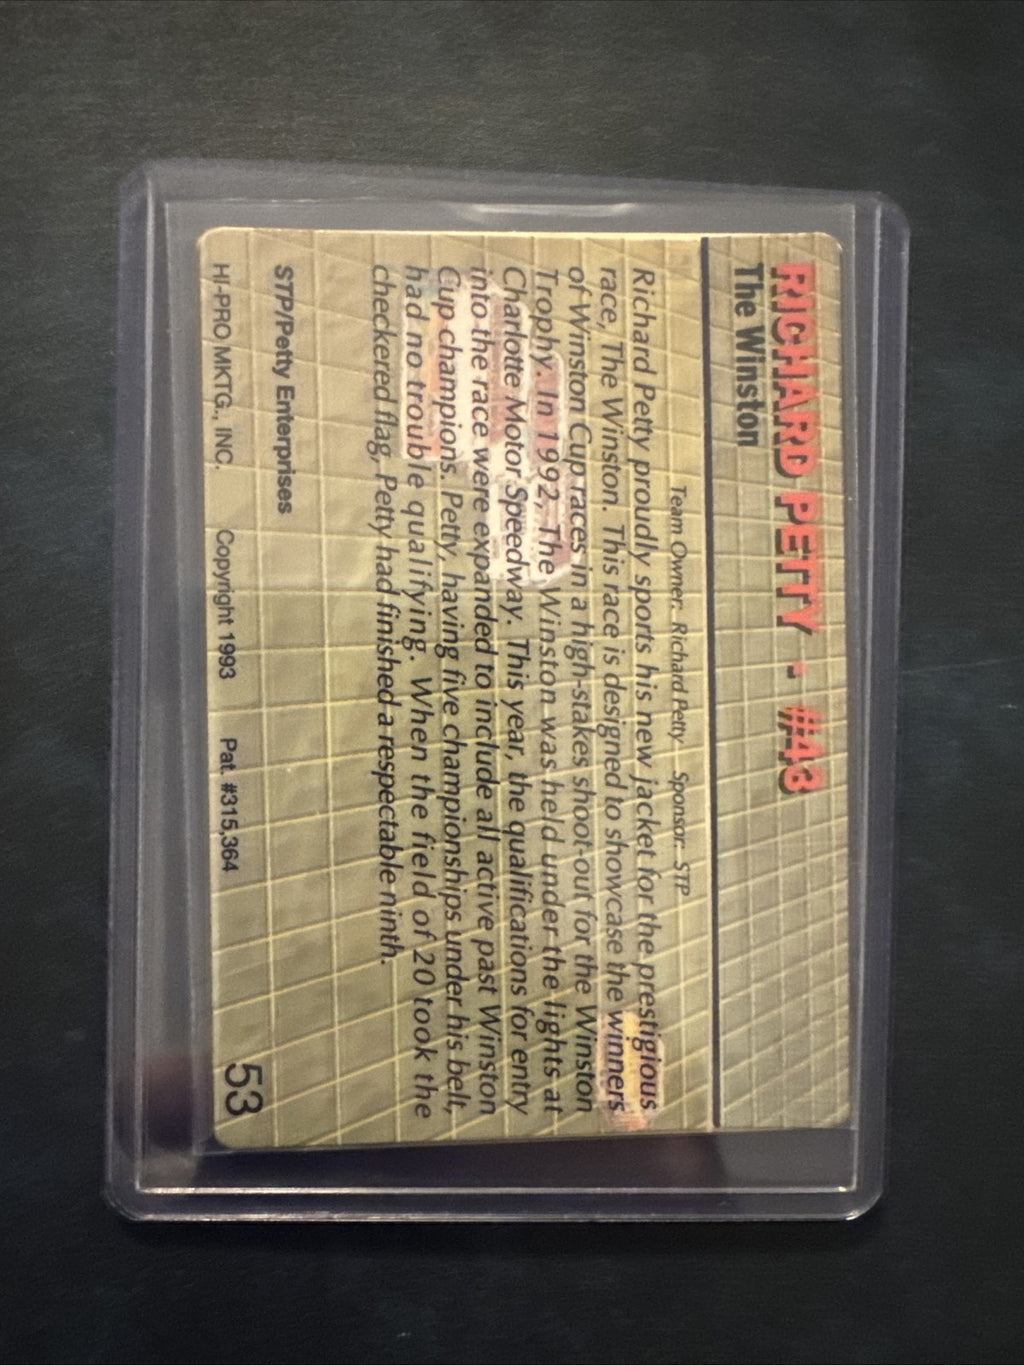 RICHARD PETTY • #43
The Winston
Team Owner: Richard Petty Sponsor: STP
Richard Petty proudly sports his new jacket for the prestigious
race, The Winston. This race is designed to showcase the winners
of Winston Cup races in a high-stakes shoot-out for the Winston
Trophy. In 1992, The Winston was held under the lights at
Charlotte Motor Speedway. This year, the qualifications for entry
into the race were expanded to include all active past Winston
Cup champions. Petty, having five championships under his belt,
had no trouble qualifying. When the field of 20 took the
checkered flag, Petty had finished a respectable ninth.
STP/Petty Enterprises
HI-PRO MKTG., INC. Copyright 1993 Pat. #315,364 53